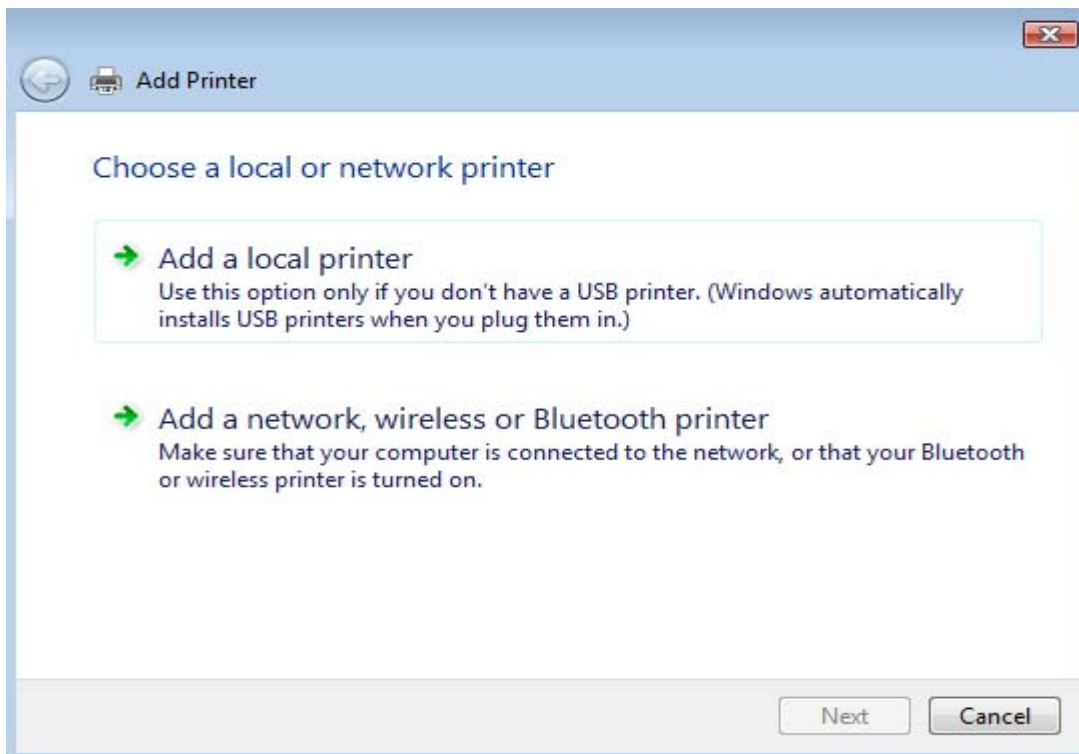 Add Printer
Choose a local or network printer
Add a local printer
Use this option only if you don't have a USB printer. (Windows automatically
installs USB printers when you plug them in.)
Add a network, wireless or Bluetooth printer
Make sure that your computer is connected to the network, or that your Bluetooth
or wireless printer is turned on.
Next
Cancel